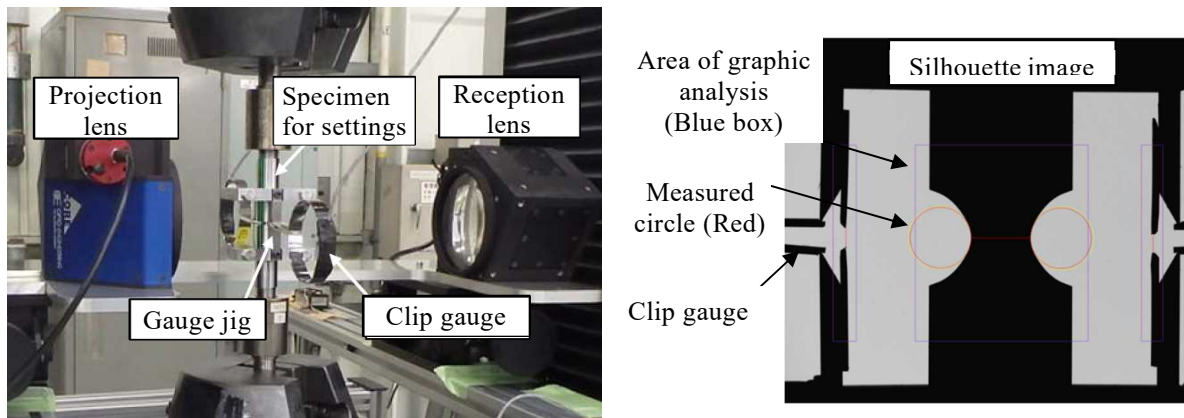 Projection
lens
Specimen
for settings
Reception
lens
Gauge jig
Clip gauge
Area of graphic
analysis
(Blue box)
Silhouette image
Measured
circle (Red)
Clip gauge